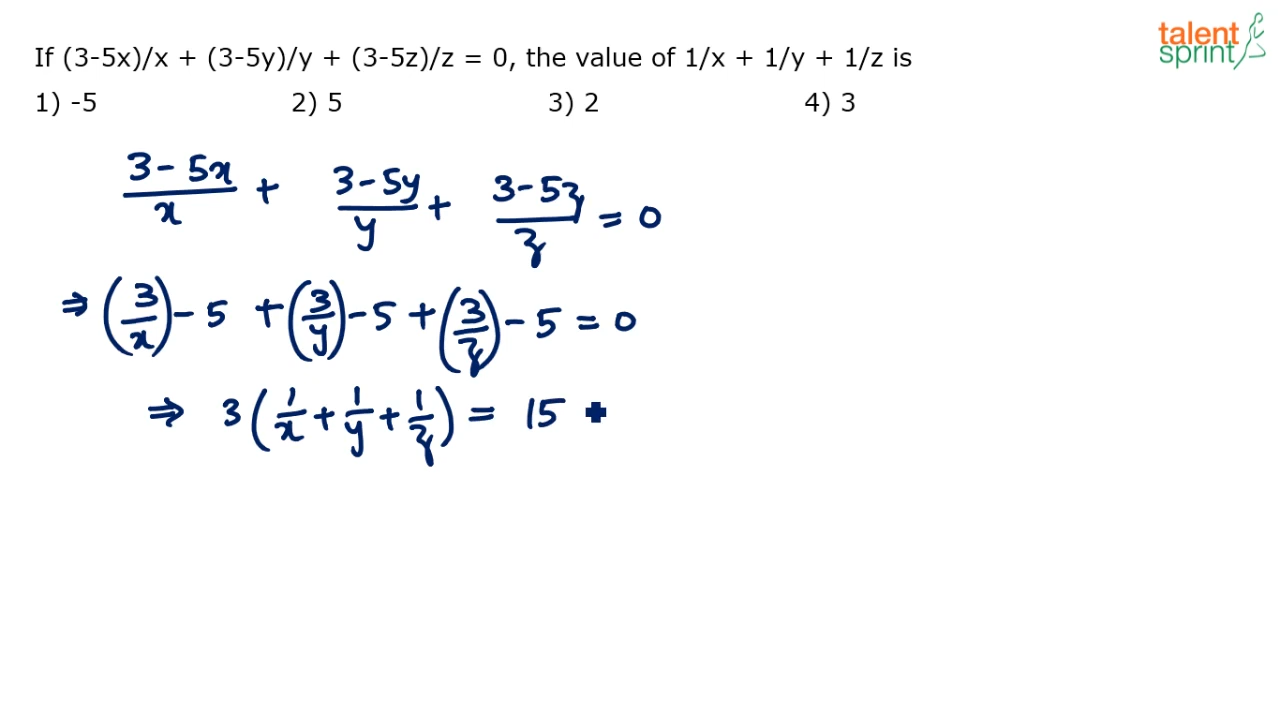 talent
sprint
If (3-5x)/x + (3-5y)/y + (3-5z)/z = 0, the value of 1/x + 1/y + 1/z is
1) -5 2) 5 3) 2 4) 3
(3-5x)/x + (3-5y)/y + (3-5z)/z = 0
⇒ (3/x) - 5 + (3/y) - 5 + (3/z) - 5 = 0
⇒ 3(1/x + 1/y + 1/z) = 15